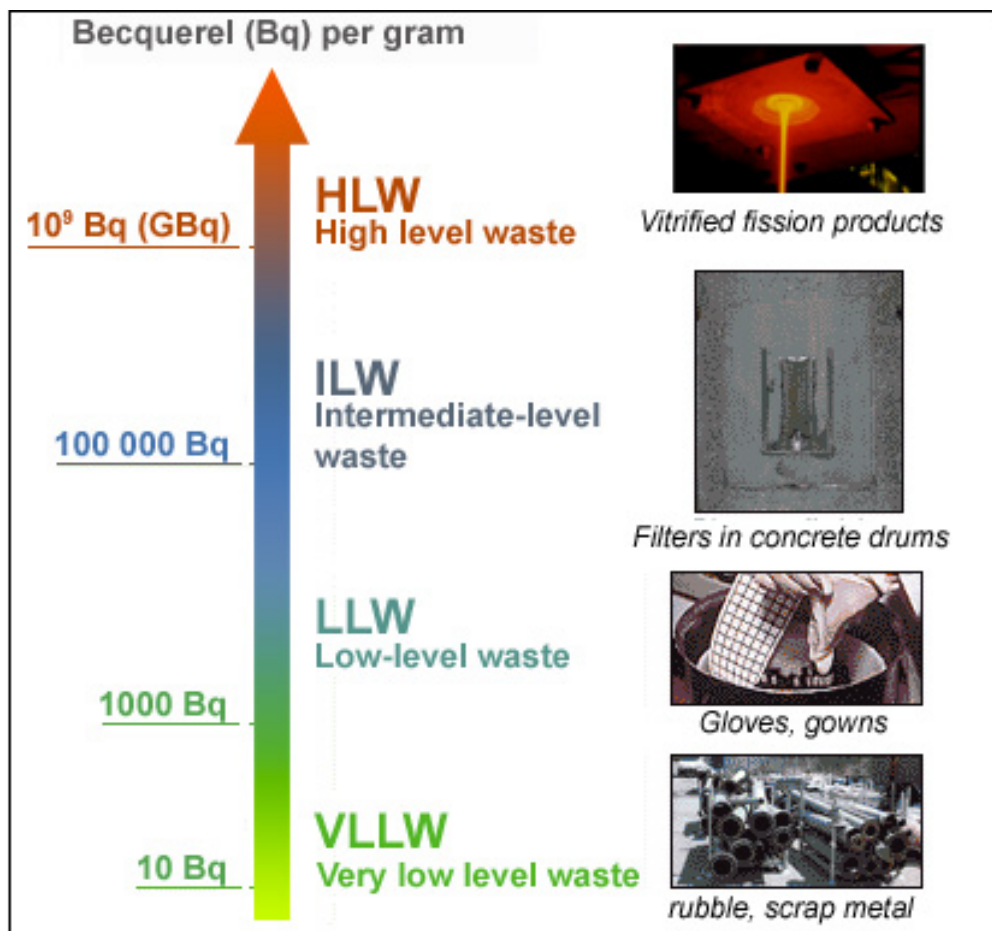 Becquerel (Bq) per gram
HLW
High level waste
10⁹ Bq (GBq)
Vitrified fission products
ILW
Intermediate-level
waste
100 000 Bq
Filters in concrete drums
LLW
Low-level waste
1000 Bq
Gloves, gowns
VLLW
Very low level waste
10 Bq
rubble, scrap metal